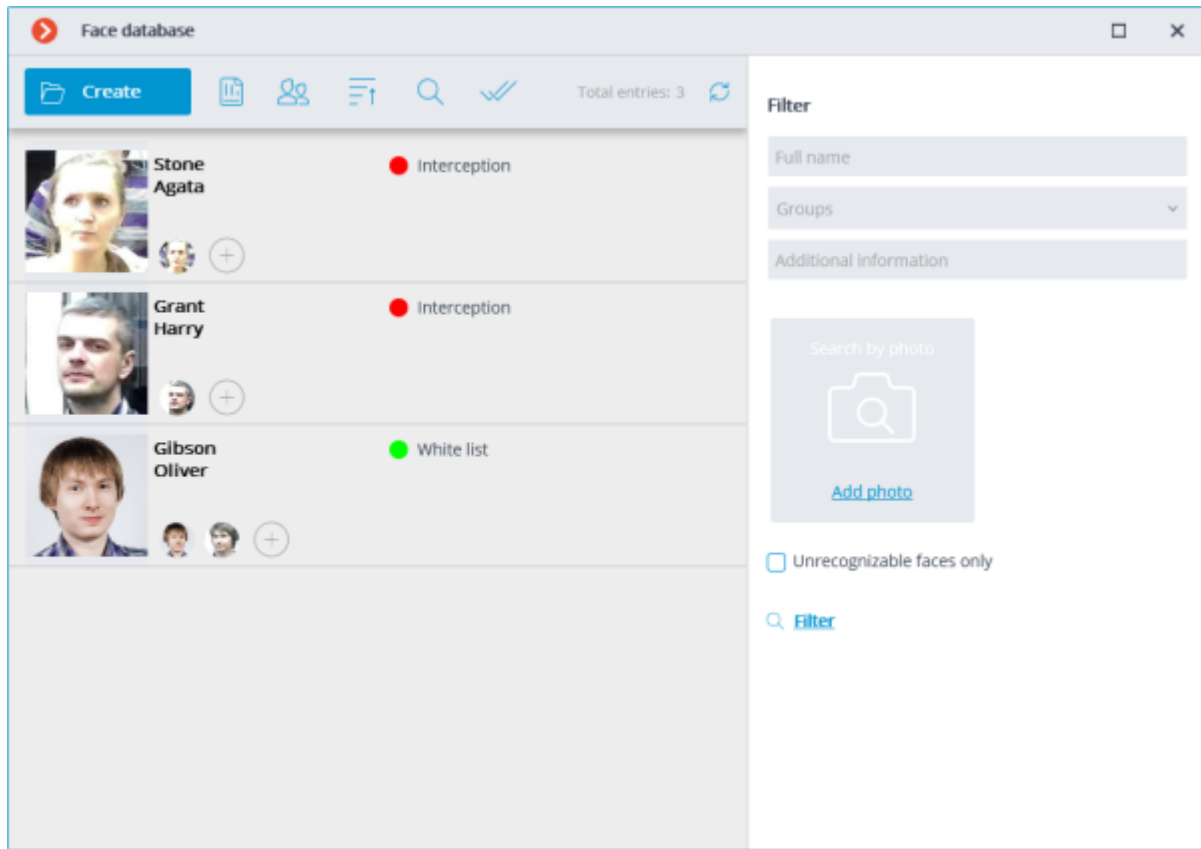 Face database
Create
Total entries: 3
Stone
Agata
Interception
Grant
Harry
Interception
Gibson
Oliver
White list
Filter
Full name
Groups
Additional information
Search by photo
Add photo
Unrecognizable faces only
Filter